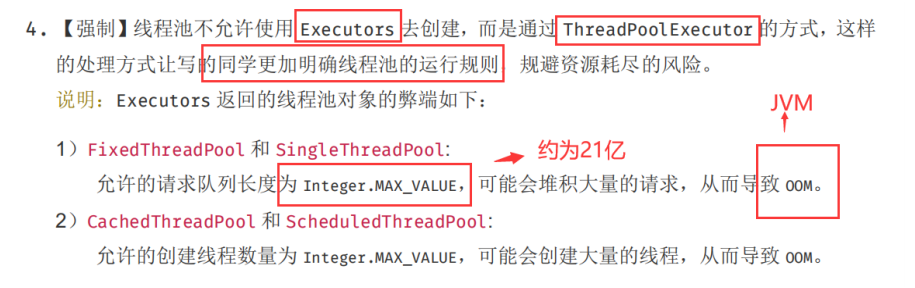 4.【强制】线程池不允许使用 Executors 去创建，而是通过 ThreadPoolExecutor 的方式，这样
的处理方式让写的同学更加明确线程池的运行规则，规避资源耗尽的风险。
说明：Executors 返回的线程池对象的弊端如下：
JVM
1）FixedThreadPool 和 SingleThreadPool:
约为21亿
允许的请求队列长度为 Integer.MAX_VALUE，可能会堆积大量的请求，从而导致 OOM。
2）CachedThreadPool 和 ScheduledThreadPool:
允许的创建线程数量为 Integer.MAX_VALUE，可能会创建大量的线程，从而导致 OOM。